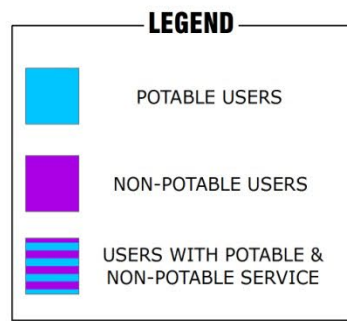 LEGEND
POTABLE USERS
NON-POTABLE USERS
USERS WITH POTABLE &
NON-POTABLE SERVICE